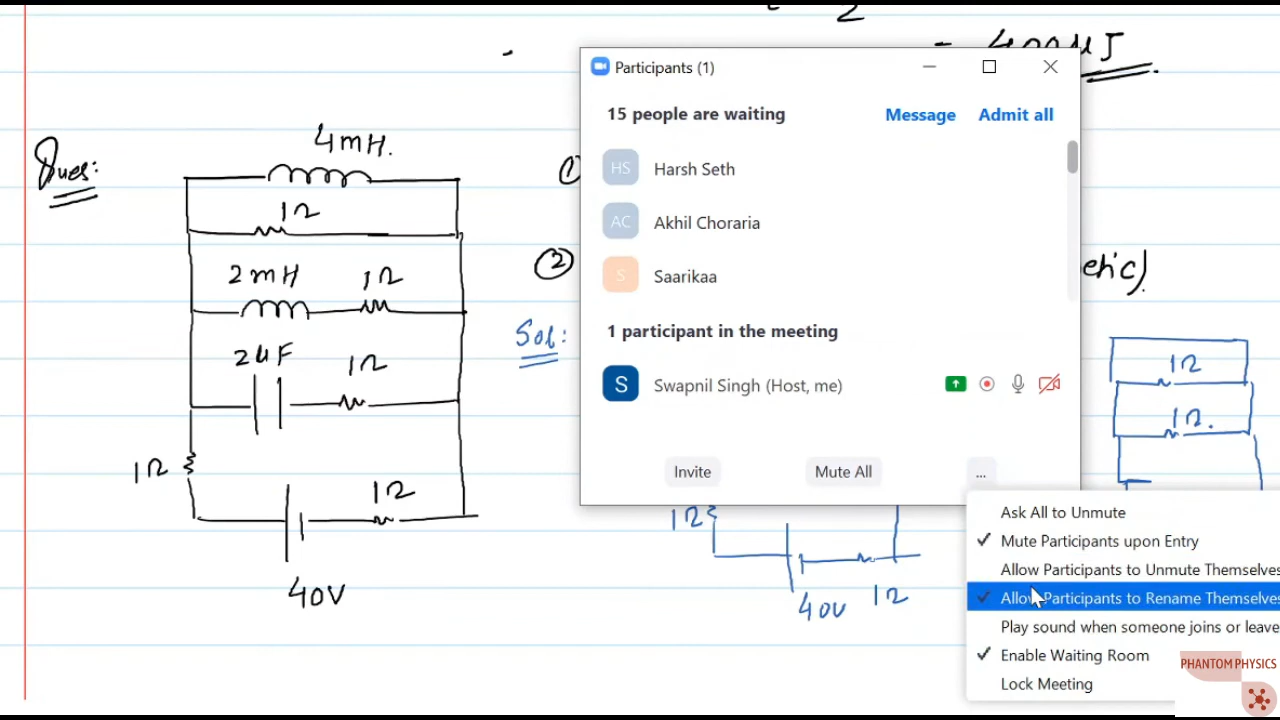 2
= 400μJ
Ques:
4mH.
1Ω
2mH 1Ω
2μF 1Ω
1Ω
1Ω
40V
①
②
etic)
Sol:
1Ω
1Ω.
1Ω
40V 1Ω
Participants (1)
15 people are waiting Message Admit all
HS Harsh Seth
AC Akhil Choraria
S Saarikaa
1 participant in the meeting
S Swapnil Singh (Host, me)
Invite Mute All ...
Ask All to Unmute
Mute Participants upon Entry
Allow Participants to Unmute Themselves
Allow Participants to Rename Themselves
Play sound when someone joins or leave
Enable Waiting Room
Lock Meeting
PHANTOM PHYSICS